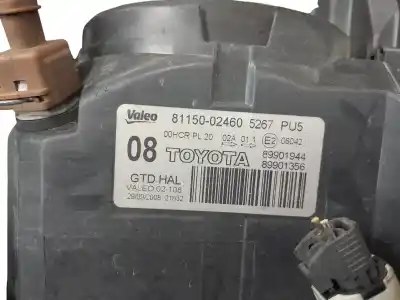 Valeo 81150-02460 5267 PU5
00HCR PL 20 02A 01 1 E2 08042
08 TOYOTA 89901944
89901356
GTD HAL
VALEO 02-108